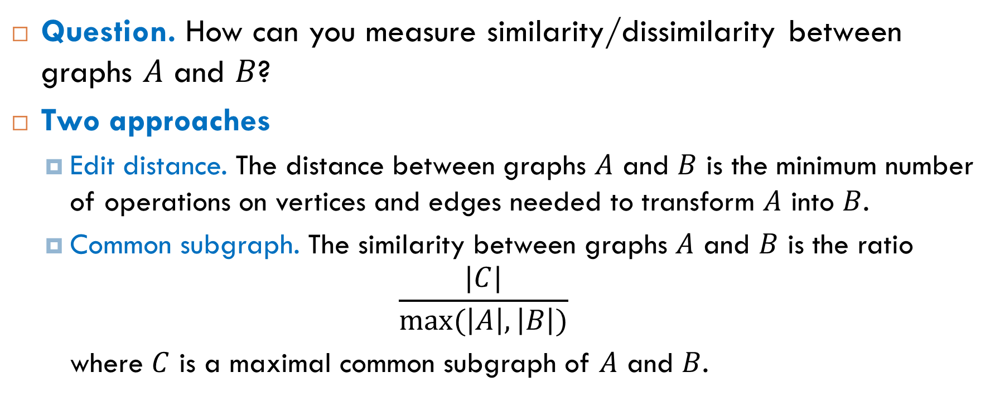 Question. How can you measure similarity/dissimilarity between
graphs A and B?
Two approaches
Edit distance. The distance between graphs A and B is the minimum number
of operations on vertices and edges needed to transform A into B.
Common subgraph. The similarity between graphs A and B is the ratio
|C|
max(|A|, |B|)
where C is a maximal common subgraph of A and B.